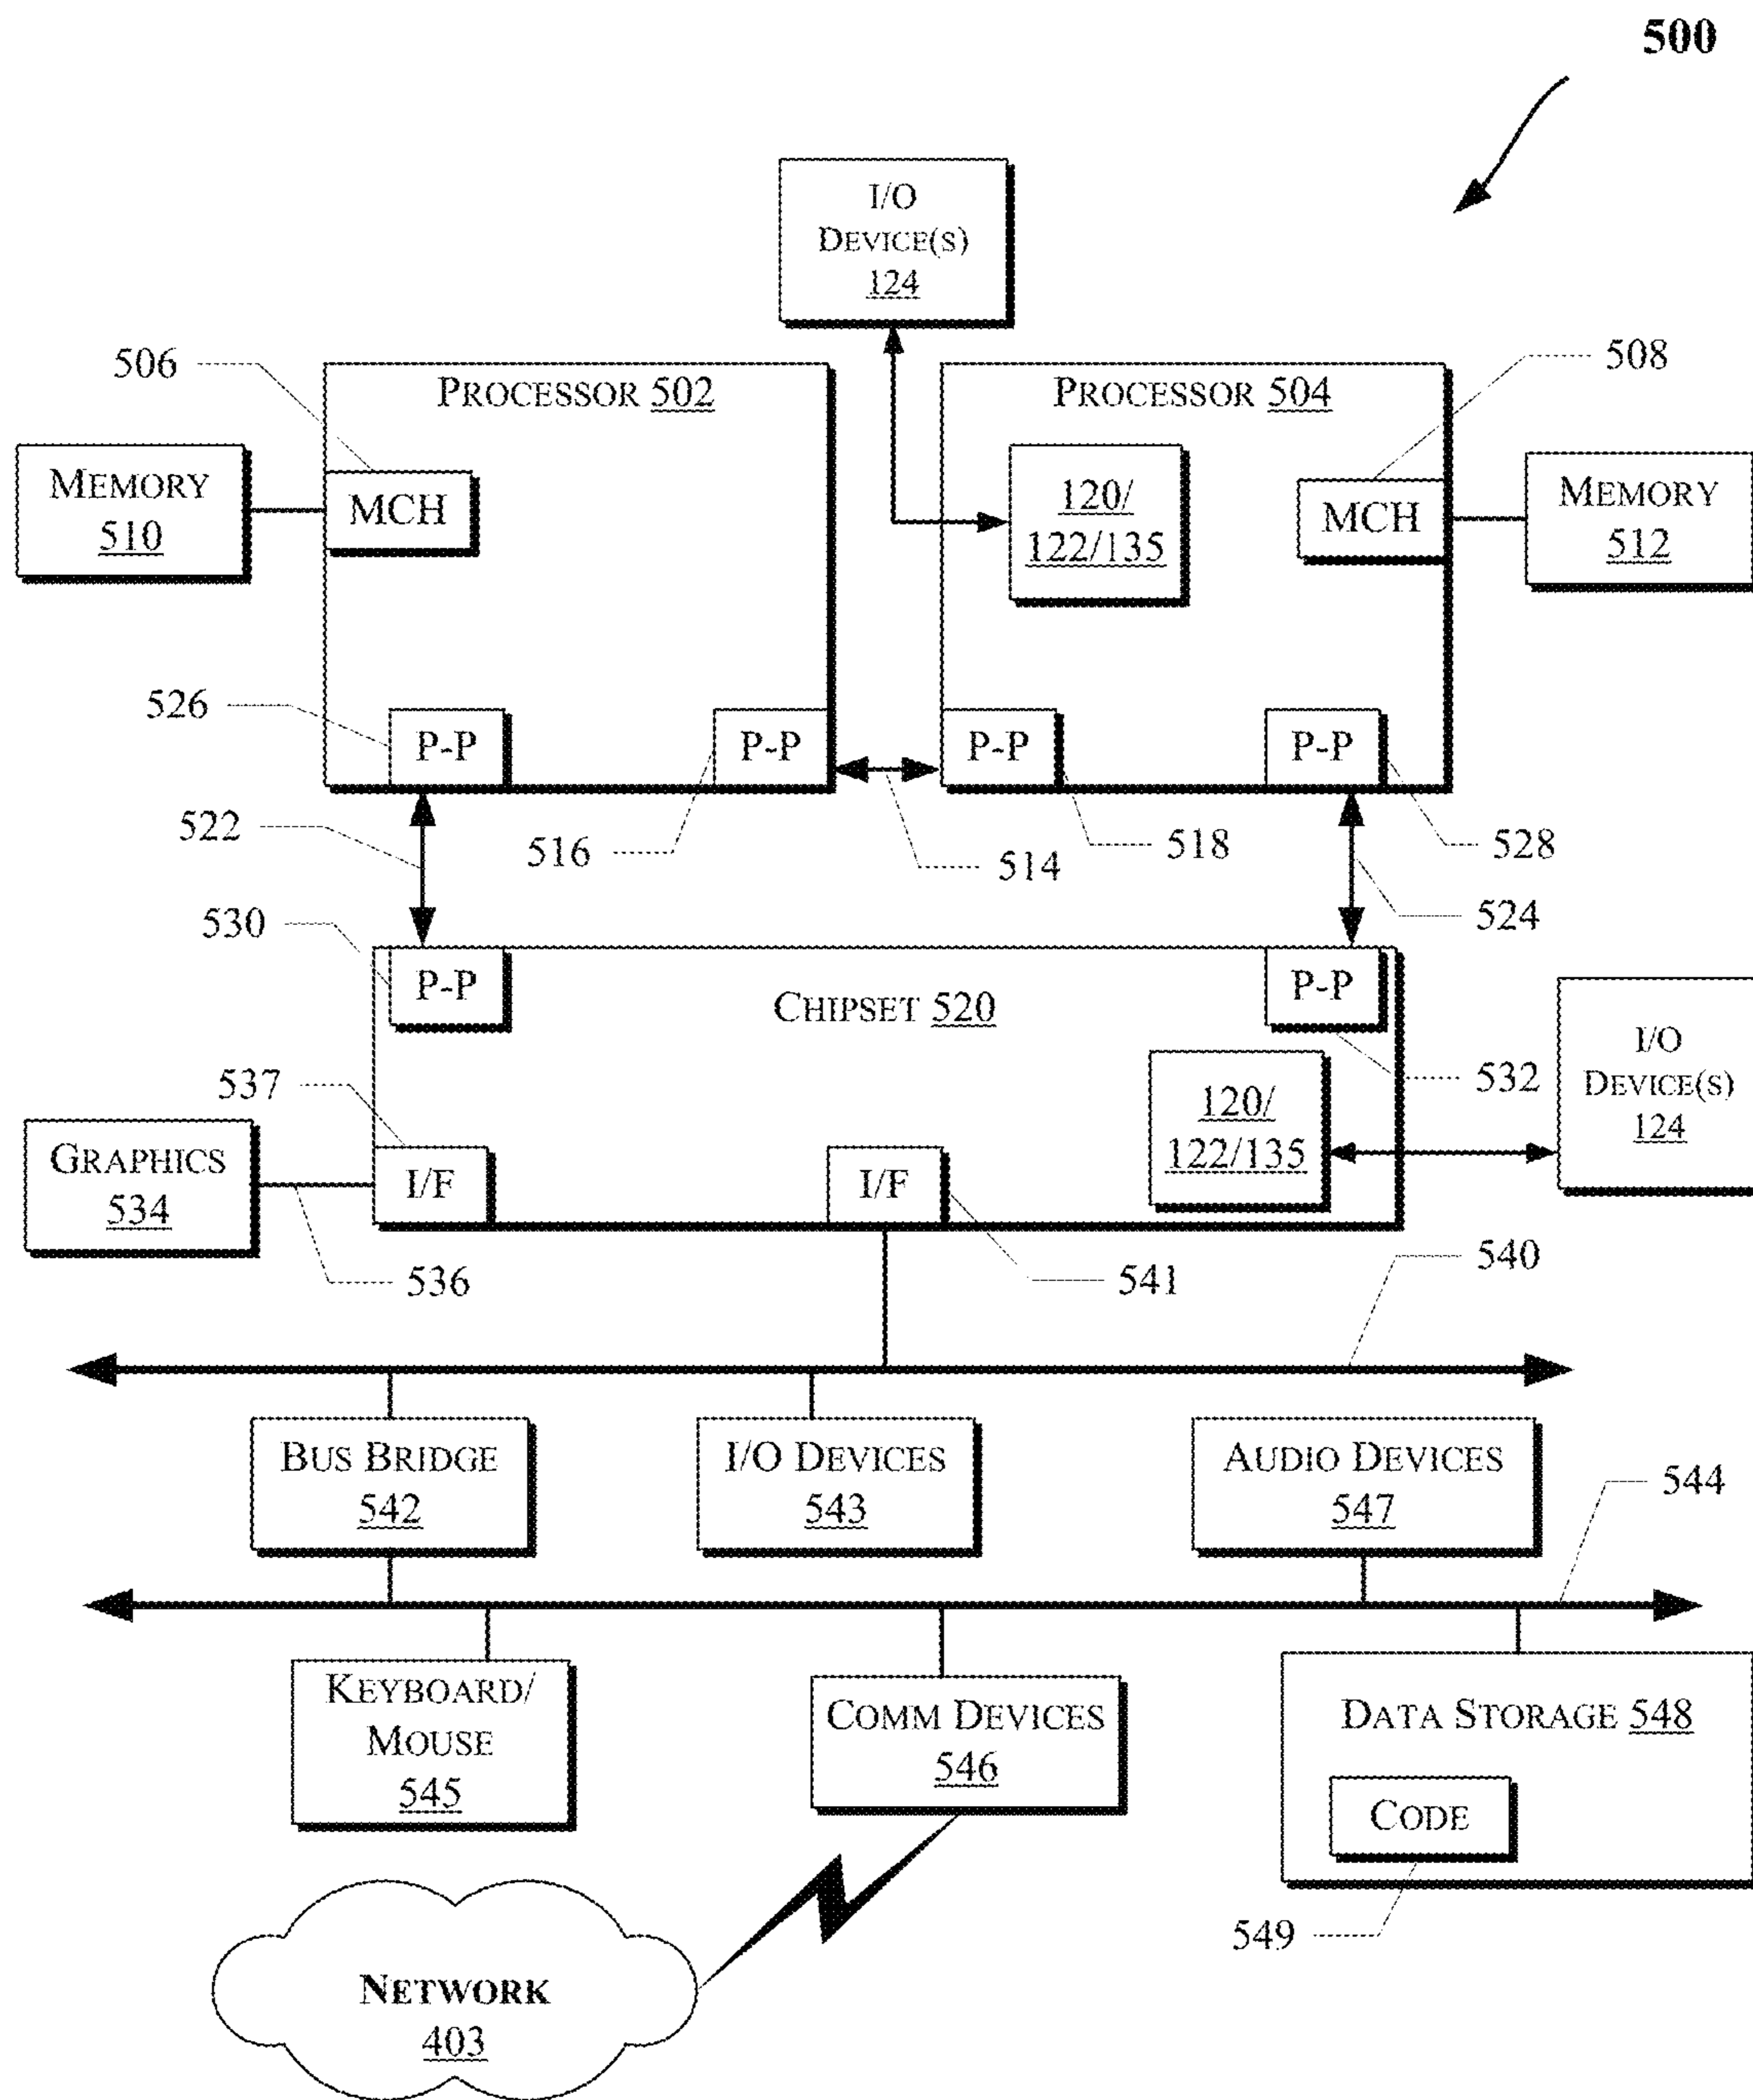 500
I/O
DEVICE(S)
124
506
PROCESSOR 502
PROCESSOR 504
508
MEMORY
510
MCH
120/
122/135
MCH
MEMORY
512
526
P-P
P-P
P-P
P-P
522
516
514
518
528
524
530
P-P
CHIPSET 520
P-P
532
I/O
DEVICE(S)
124
537
120/
122/135
GRAPHICS
534
I/F
I/F
536
541
540
BUS BRIDGE
542
I/O DEVICES
543
AUDIO DEVICES
547
544
KEYBOARD/
MOUSE
545
COMM DEVICES
546
DATA STORAGE 548
CODE
549
NETWORK
403